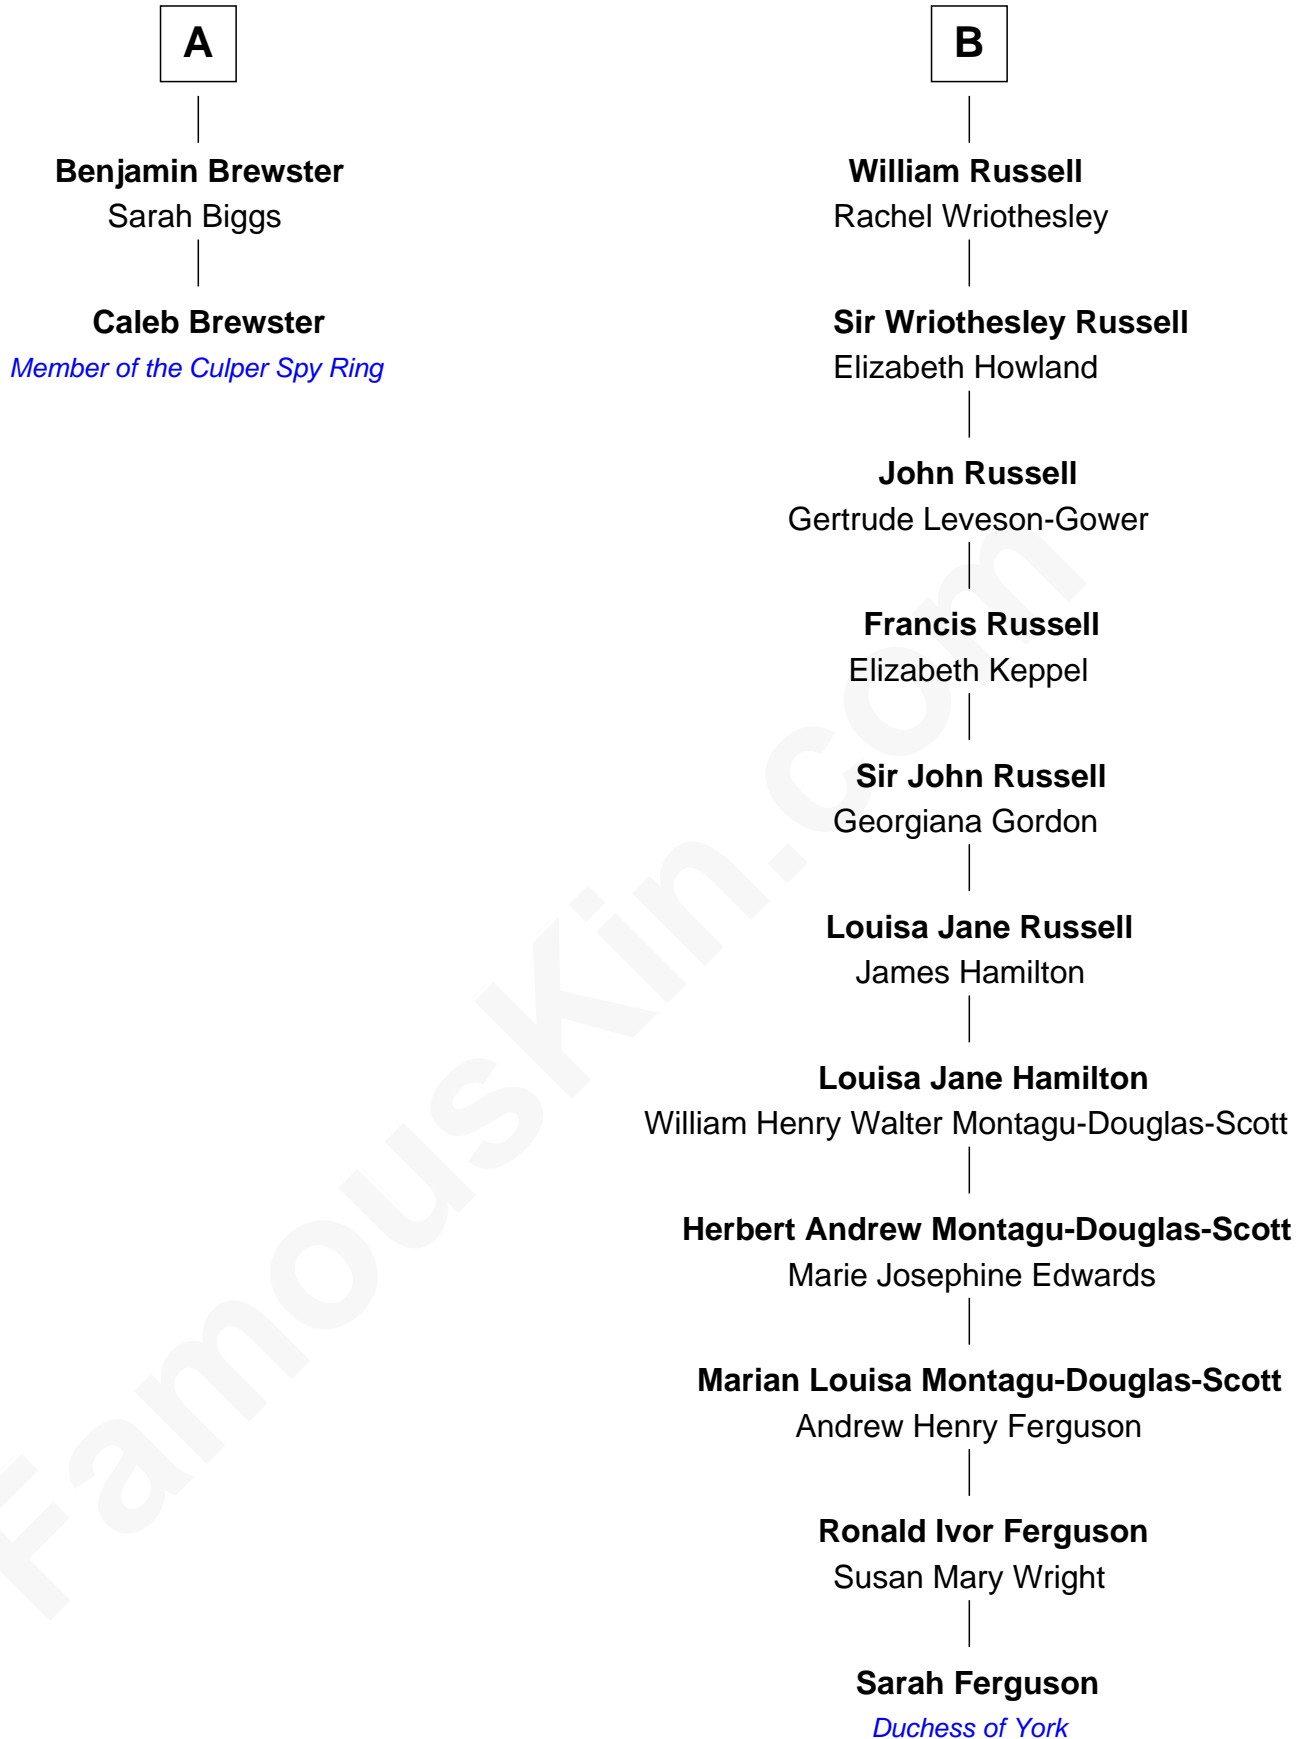 A
Benjamin Brewster
Sarah Biggs
Caleb Brewster
Member of the Culper Spy Ring
B
William Russell
Rachel Wriothesley
Sir Wriothesley Russell
Elizabeth Howland
John Russell
Gertrude Leveson-Gower
Francis Russell
Elizabeth Keppel
Sir John Russell
Georgiana Gordon
Louisa Jane Russell
James Hamilton
Louisa Jane Hamilton
William Henry Walter Montagu-Douglas-Scott
Herbert Andrew Montagu-Douglas-Scott
Marie Josephine Edwards
Marian Louisa Montagu-Douglas-Scott
Andrew Henry Ferguson
Ronald Ivor Ferguson
Susan Mary Wright
Sarah Ferguson
Duchess of York
FamousKin.com